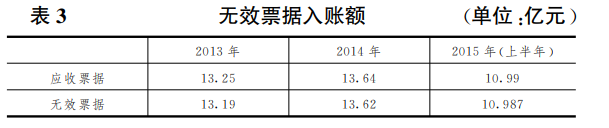 表 3 无效票据入账额 (单位:亿元)
2013 年 2014 年 2015 年(上半年)
应收票据 13.25 13.64 10.99
无效票据 13.19 13.62 10.987